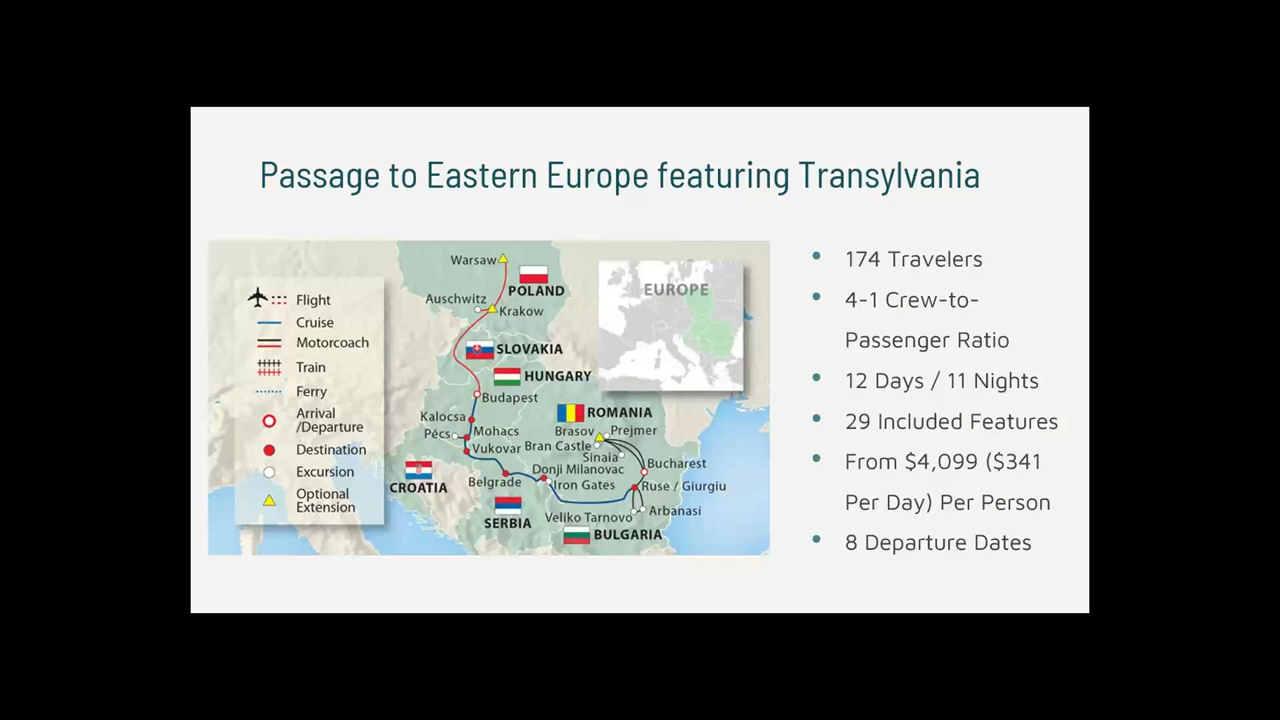 Passage to Eastern Europe featuring Transylvania
Flight
Cruise
Motorcoach
Train
Ferry
Arrival
/Departure
Destination
Excursion
Optional
Extension
Warsaw
POLAND
Auschwitz
Krakow
SLOVAKIA
HUNGARY
Budapest
Kalocsa
ROMANIA
Pécs
Mohacs
Brasov
Prejmer
Vukovar
Bran Castle
Sinaia
CROATIA
Donji Milanovac
Bucharest
Belgrade
Iron Gates
Ruse / Giurgiu
SERBIA
Veliko Tarnovo
Arbanasi
BULGARIA
EUROPE
• 174 Travelers
• 4-1 Crew-to-
Passenger Ratio
• 12 Days / 11 Nights
• 29 Included Features
• From $4,099 ($341
Per Day) Per Person
• 8 Departure Dates